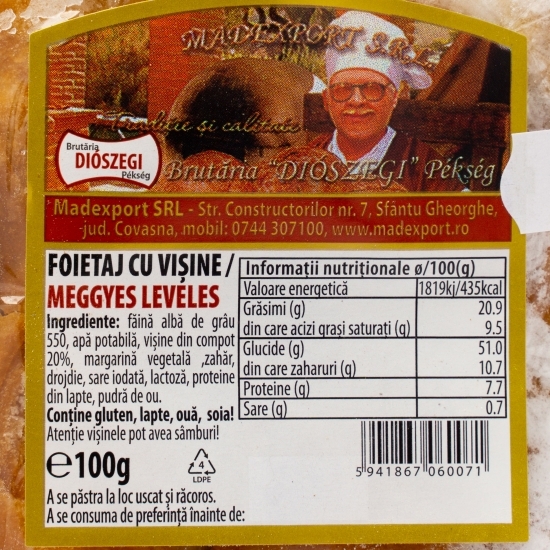 MADEXPORT S.R.L.
Tradiție și calitate
Brutăria
DIÓSZEGI
Pékség
Brutăria "DIÓSZEGI" Pékség
Madexport SRL - Str. Constructorilor nr. 7, Sfântu Gheorghe,
jud. Covasna, mobil: 0744 307100, www.madexport.ro
FOIETAJ CU VIȘINE /
MEGGYES LEVELES
Ingrediente: făină albă de grâu
550, apă potabilă, vișine din compot
20%, margarină vegetală ,zahăr,
drojdie, sare iodată, lactoză, proteine
din lapte, pudră de ou.
Conține gluten, lapte, ouă, soia!
Atenție vișinele pot avea sâmburi!
℮100g
4
LDPE
A se păstra la loc uscat și răcoros.
A se consuma de preferință înainte de:
Informații nutriționale ø/100(g)
Valoare energetică 1819kj/435kcal
Grăsimi (g) 20.9
din care acizi grași saturați (g) 9.5
Glucide (g) 51.0
din care zaharuri (g) 10.7
Proteine (g) 7.7
Sare (g) 0.7
5 941867 060071